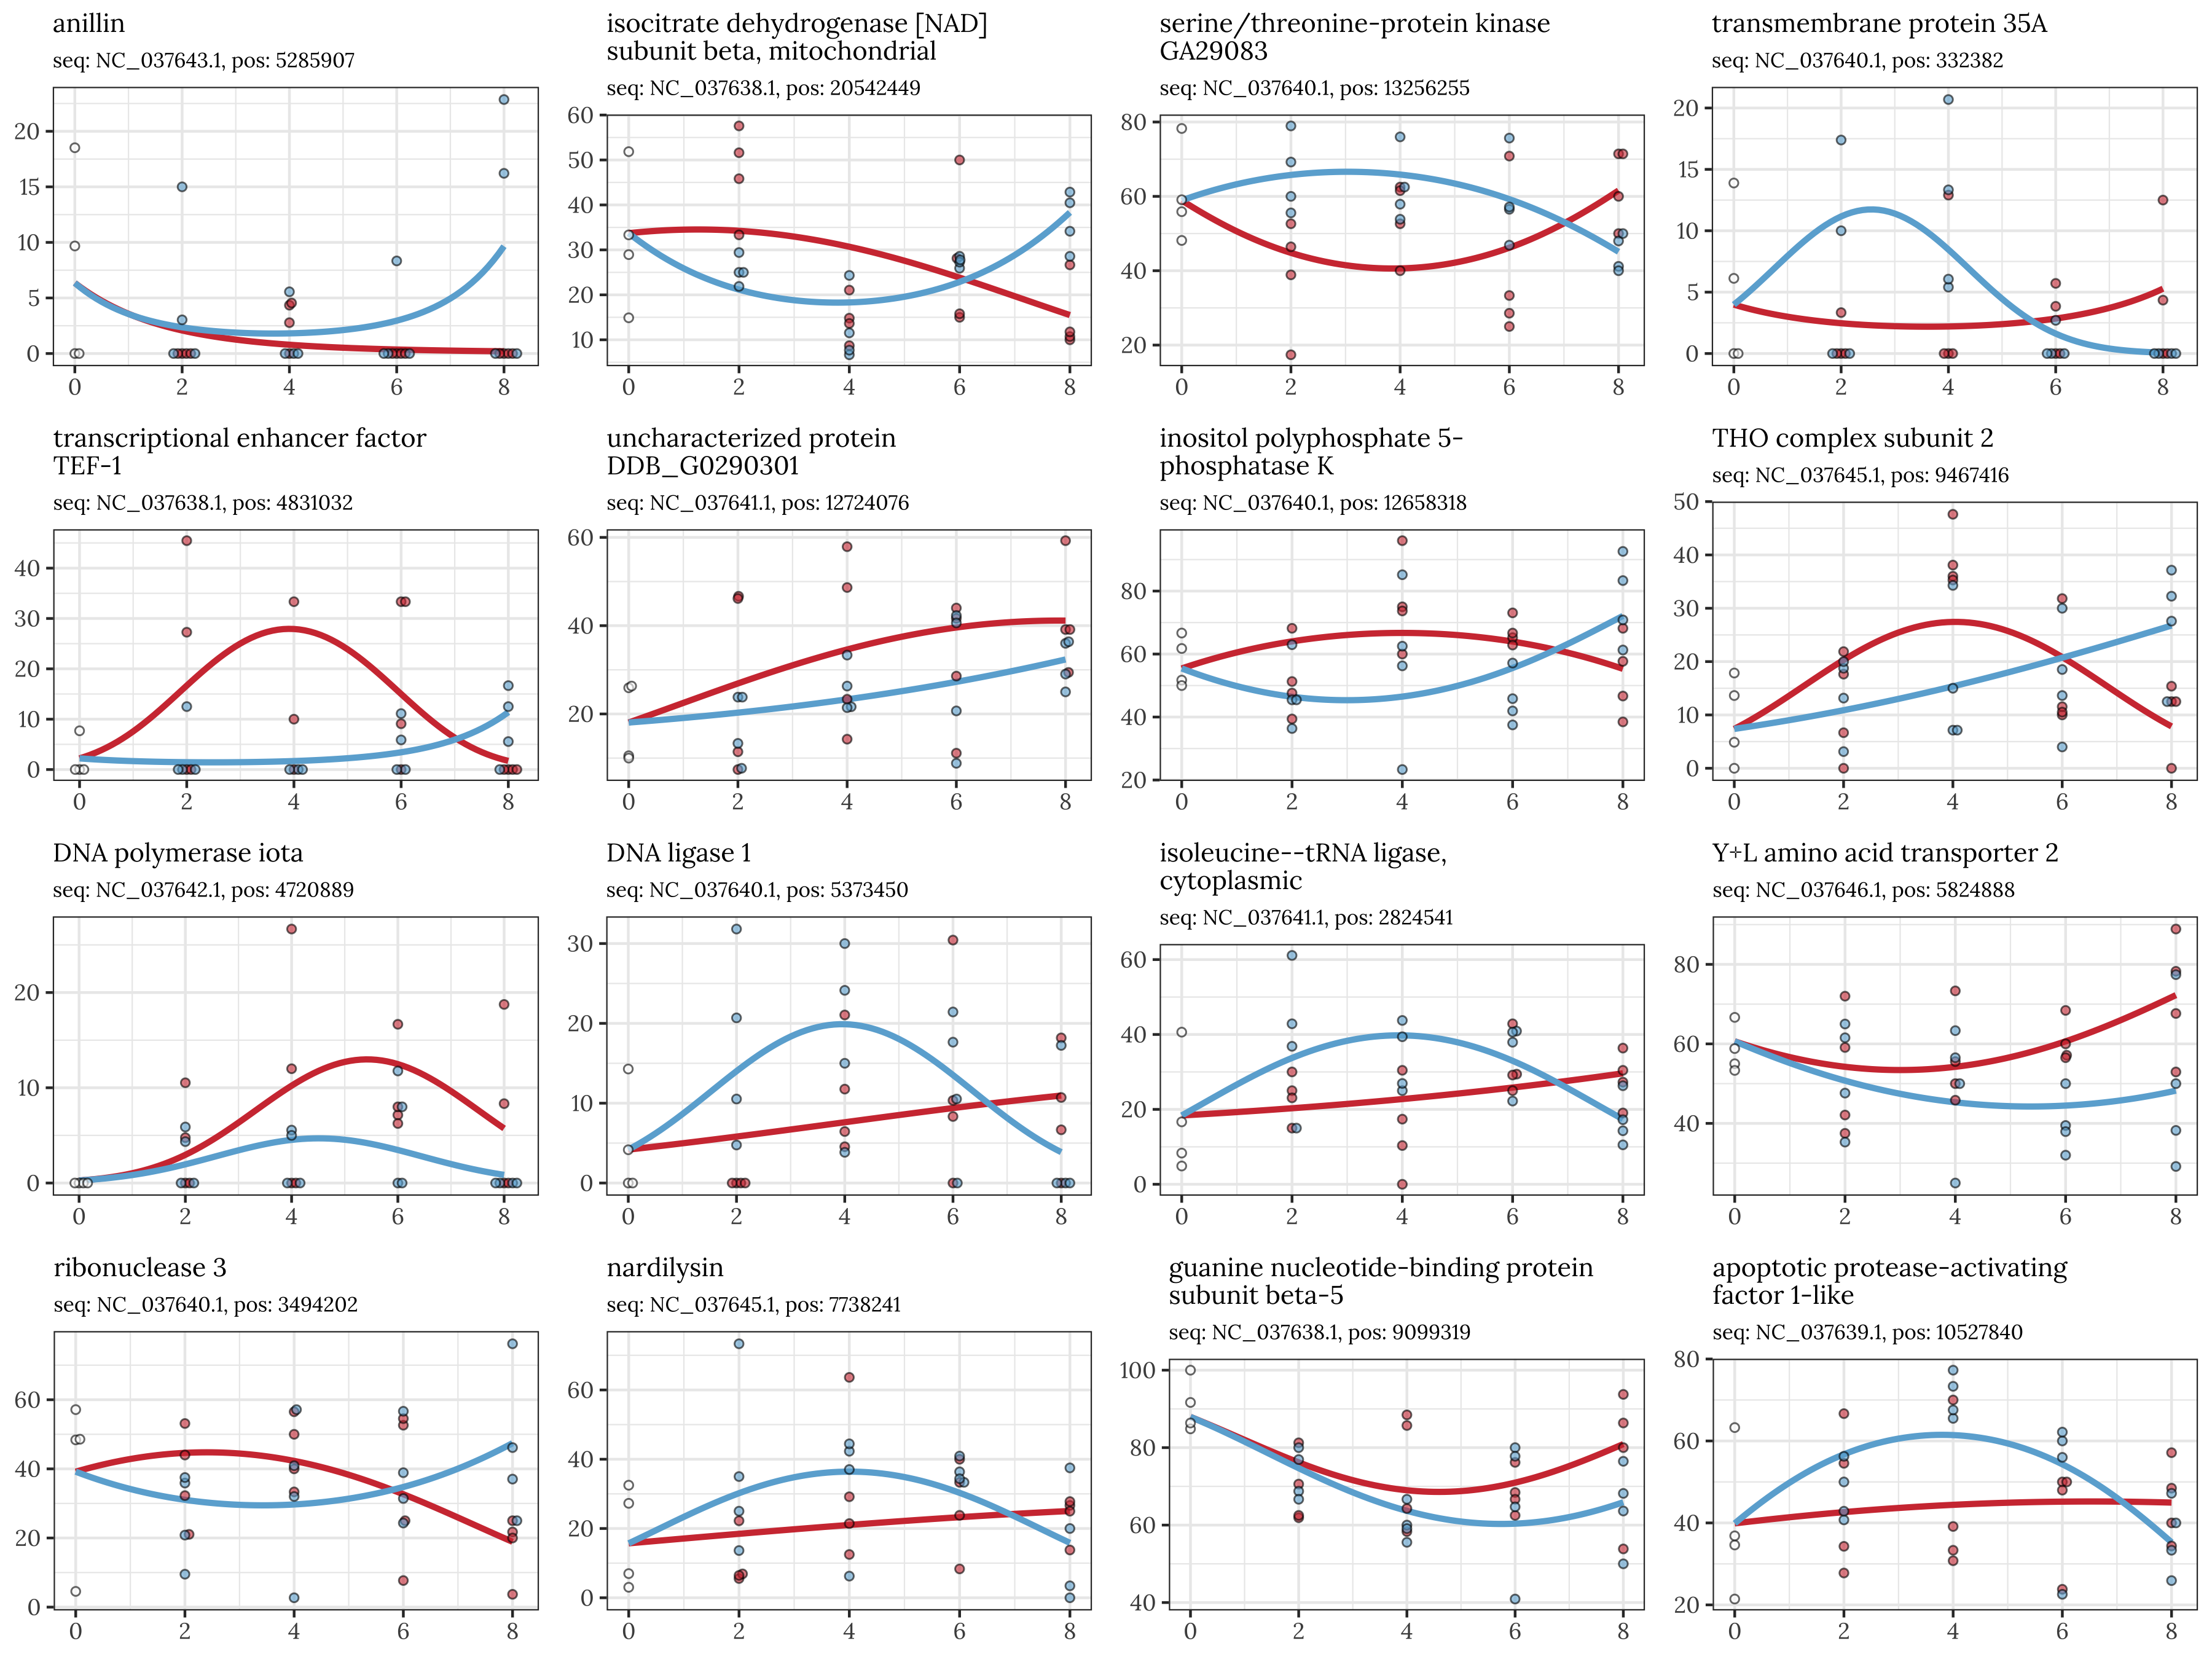 anillin
seq: NC_037643.1, pos: 5285907
20
15
10
5
0
0 2 4 6 8
isocitrate dehydrogenase [NAD]
subunit beta, mitochondrial
seq: NC_037638.1, pos: 20542449
60
50
40
30
20
10
0 2 4 6 8
serine/threonine-protein kinase
GA29083
seq: NC_037640.1, pos: 13256255
80
60
40
20
0 2 4 6 8
transmembrane protein 35A
seq: NC_037640.1, pos: 332382
20
15
10
5
0
0 2 4 6 8
transcriptional enhancer factor
TEF-1
seq: NC_037638.1, pos: 4831032
40
30
20
10
0
0 2 4 6 8
uncharacterized protein
DDB_G0290301
seq: NC_037641.1, pos: 12724076
60
40
20
0 2 4 6 8
inositol polyphosphate 5-
phosphatase K
seq: NC_037640.1, pos: 12658318
80
60
40
20
0 2 4 6 8
THO complex subunit 2
seq: NC_037645.1, pos: 9467416
50
40
30
20
10
0
0 2 4 6 8
DNA polymerase iota
seq: NC_037642.1, pos: 4720889
20
10
0
0 2 4 6 8
DNA ligase 1
seq: NC_037640.1, pos: 5373450
30
20
10
0
0 2 4 6 8
isoleucine--tRNA ligase,
cytoplasmic
seq: NC_037641.1, pos: 2824541
60
40
20
0
0 2 4 6 8
Y+L amino acid transporter 2
seq: NC_037646.1, pos: 5824888
80
60
40
0 2 4 6 8
ribonuclease 3
seq: NC_037640.1, pos: 3494202
60
40
20
0
0 2 4 6 8
nardilysin
seq: NC_037645.1, pos: 7738241
60
40
20
0
0 2 4 6 8
guanine nucleotide-binding protein
subunit beta-5
seq: NC_037638.1, pos: 9099319
100
80
60
40
0 2 4 6 8
apoptotic protease-activating
factor 1-like
seq: NC_037639.1, pos: 10527840
80
60
40
20
0 2 4 6 8